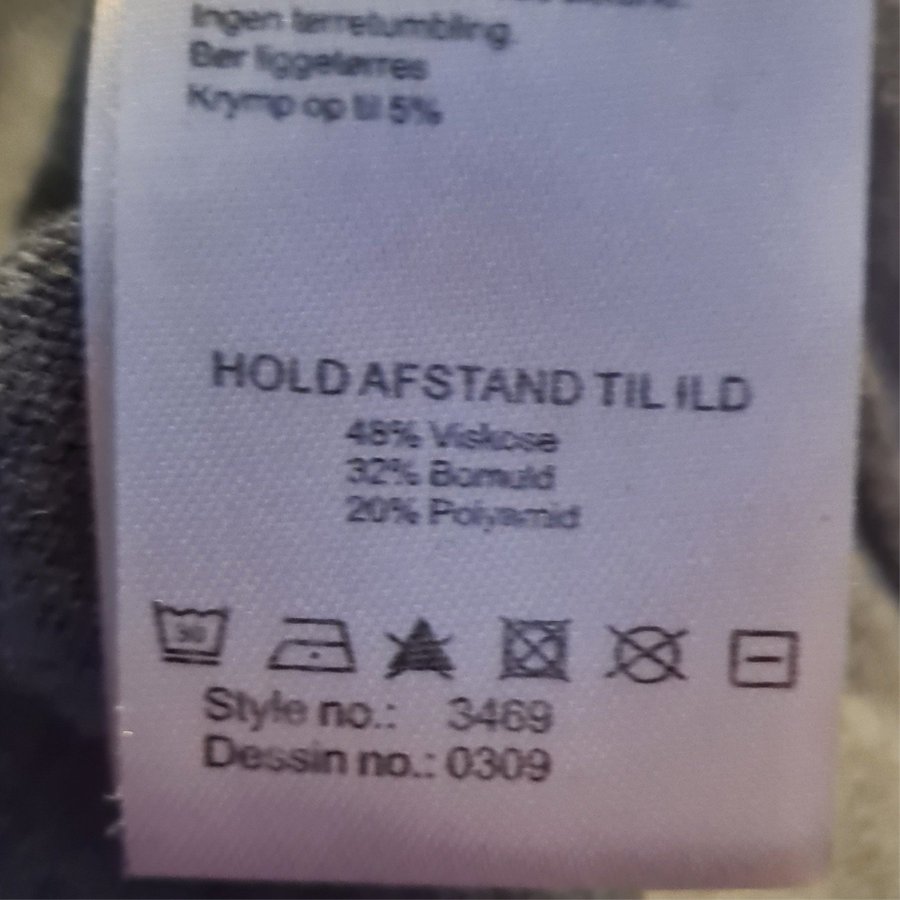 Ingen tørretumbling.
Bør liggetørres
Krymp op til 5%
HOLD AFSTAND TIL ILD
48% Viskose
32% Bomuld
20% Polyamid
30
Style no.: 3469
Dessin no.: 0309